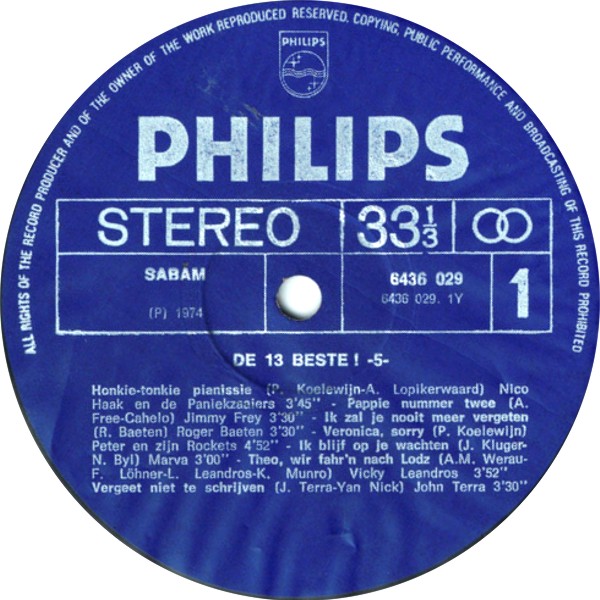 ALL RIGHTS OF THE RECORD PRODUCER AND OF THE OWNER OF THE WORK REPRODUCED RESERVED. COPYING, PUBLIC PERFORMANCE AND BROADCASTING OF THIS RECORD PROHIBITED
PHILIPS
PHILIPS
STEREO 33⅓
SABAM 6436 029
(P) 1974 6436 029. 1Y 1
DE 13 BESTE! -5-
Honkie-tonkie pianissie (P. Koelewijn-A. Lopikerwaard) Nico
Haak en de Paniekzaaiers 3'45" - Pappie nummer twee (A.
Free-Cahelo) Jimmy Frey 3'30" - Ik zal je nooit meer vergeten
(R. Baeten) Roger Baeten 3'30" - Veronica, sorry (P. Koelewijn)
Peter en zijn Rockets 4'52" - Ik blijf op je wachten (J. Kluger-
N. Byl) Marva 3'00" - Theo, wir fahr'n nach Lodz (A.M. Werau-
F. Löhner-L. Leandros-K. Munro) Vicky Leandros 3'52"
Vergeet niet te schrijven (J. Terra-Yan Nick) John Terra 3'30"